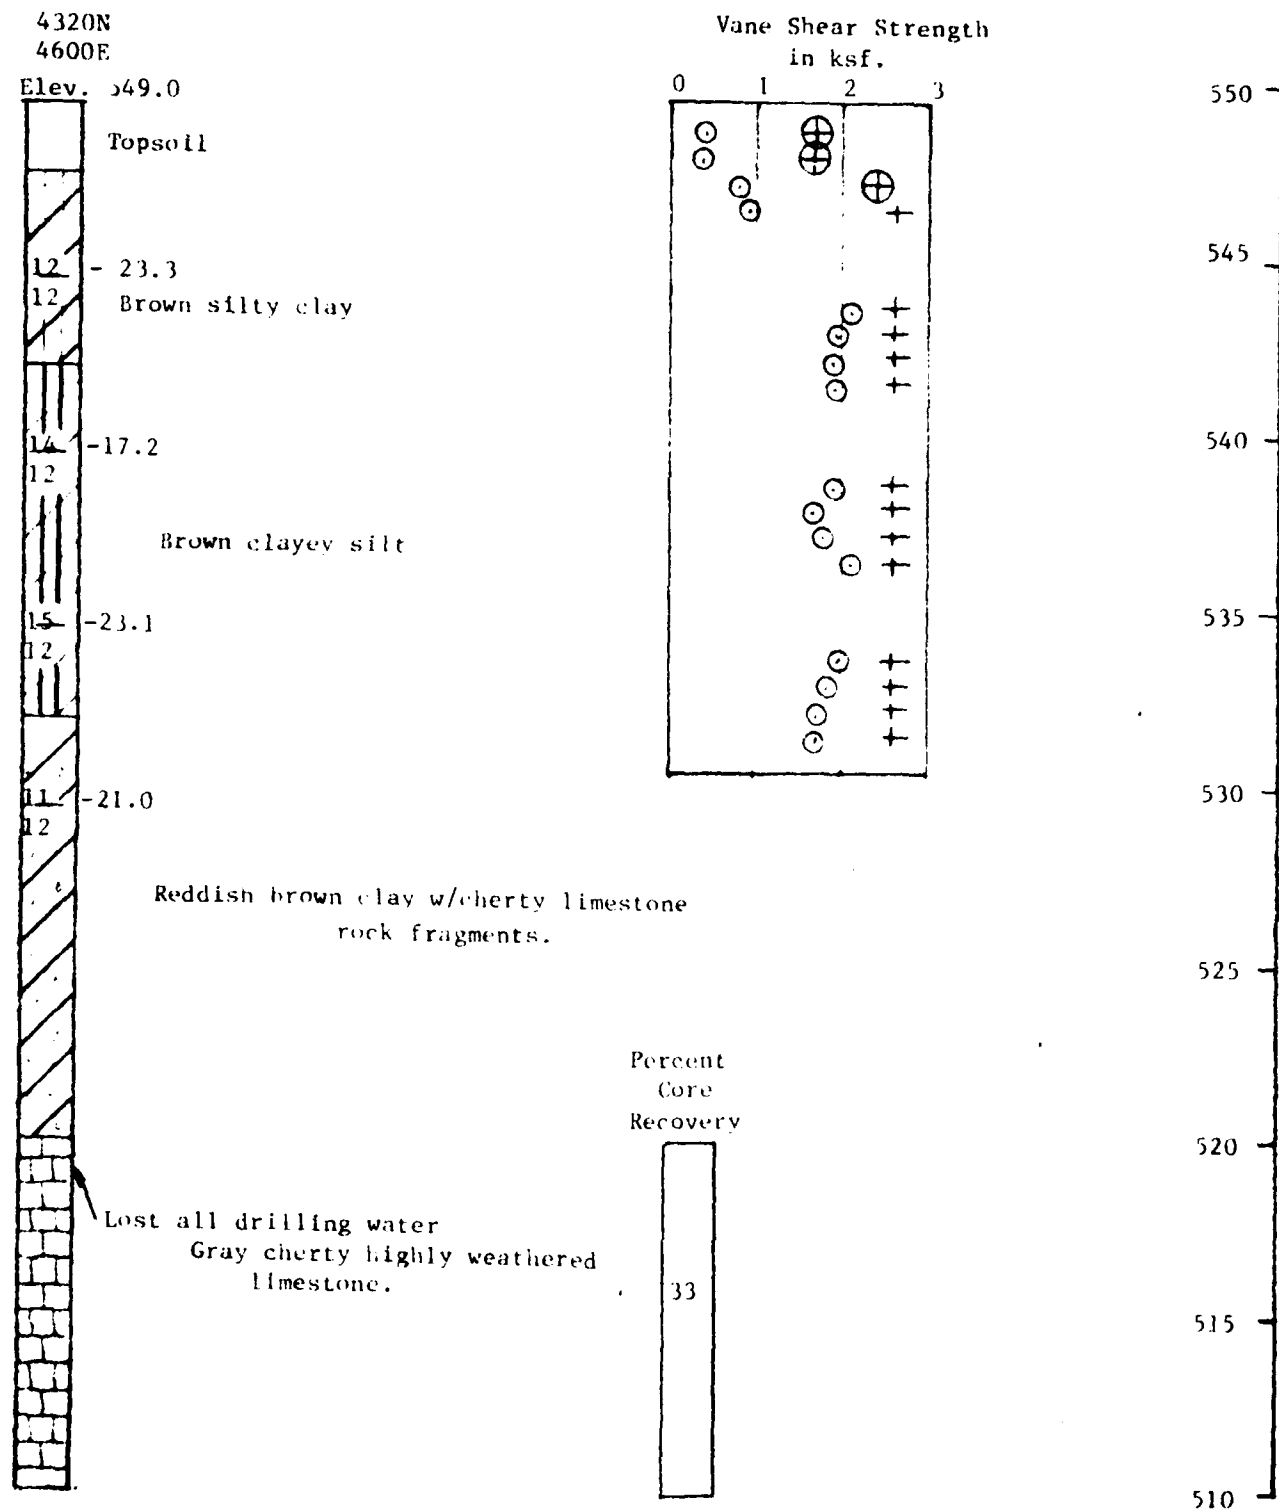 4320N
4600E
Elev. 549.0
Topsoil
12 - 23.3
12
Brown silty clay
14 -17.2
12
Brown clayey silt
15 -23.1
12
11 -21.0
12
Reddish brown clay w/cherty limestone
rock fragments.
Lost all drilling water
Gray cherty highly weathered
limestone.
Vane Shear Strength
in ksf.
0 1 2 3
Percent
Core
Recovery
33
550
545
540
535
530
525
520
515
510